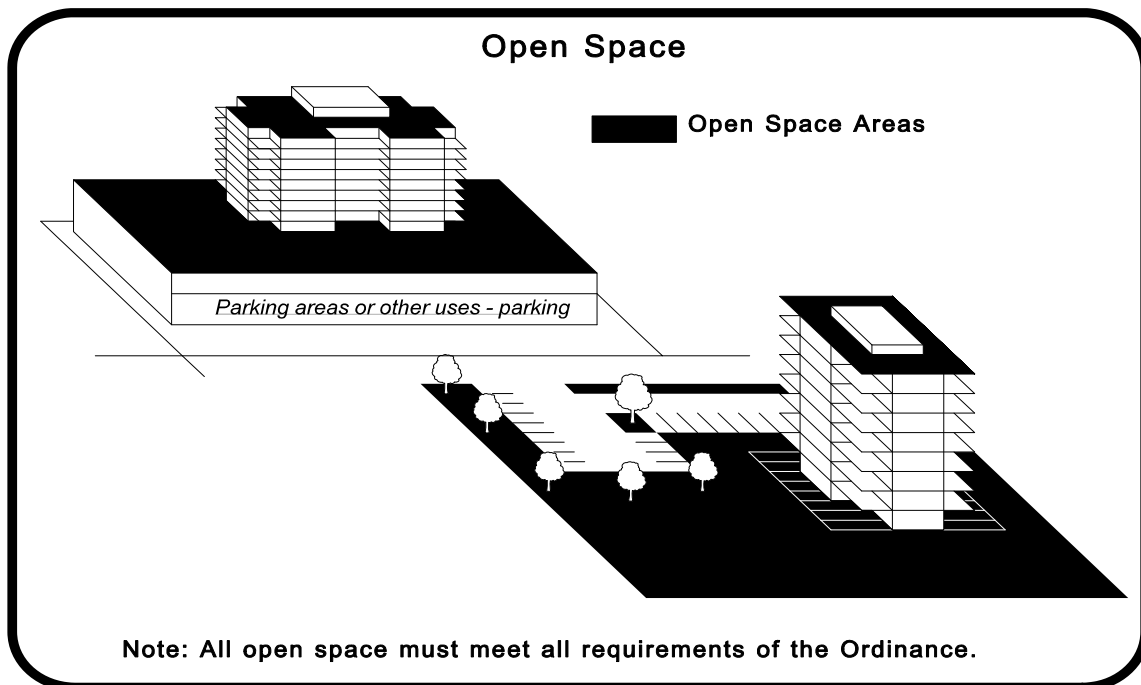 Open Space
Open Space Areas
Parking areas or other uses - parking
Note: All open space must meet all requirements of the Ordinance.